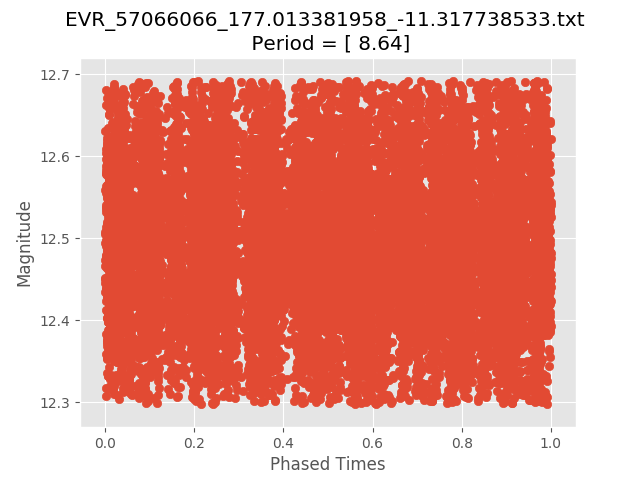 EVR_57066066_177.013381958_-11.317738533.txt
Period = [ 8.64]
12.7
12.6
12.5
12.4
12.3
Magnitude
0.0 0.2 0.4 0.6 0.8 1.0
Phased Times